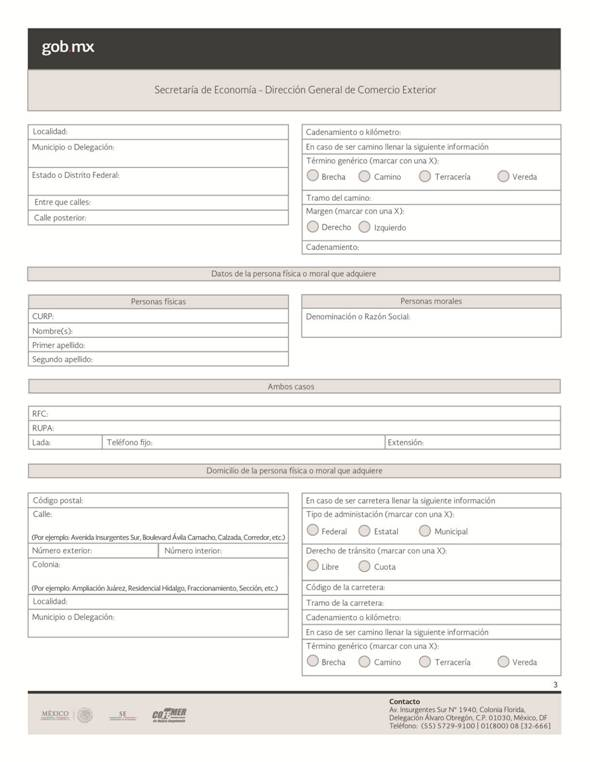 gob.mx
Secretaría de Economía - Dirección General de Comercio Exterior
Localidad:
Municipio o Delegación:
Estado o Distrito Federal:
Entre que calles:
Calle posterior:
Cadenamiento o kilómetro:
En caso de ser camino llenar la siguiente información
Término genérico (marcar con una X):
Brecha Camino Terracería Vereda
Tramo del camino:
Margen (marcar con una X):
Derecho Izquierdo
Cadenamiento:
Datos de la persona física o moral que adquiere
Personas físicas
CURP:
Nombre(s):
Primer apellido:
Segundo apellido:
Personas morales
Denominación o Razón Social:
Ambos casos
RFC:
RUPA:
Lada: Teléfono fijo: Extensión:
Domicilio de la persona física o moral que adquiere
Código postal:
Calle:
(Por ejemplo: Avenida Insurgentes Sur, Boulevard Ávila Camacho, Calzada, Corredor, etc.)
Número exterior: Número interior:
Colonia:
(Por ejemplo: Ampliación Juárez, Residencial Hidalgo, Fraccionamiento, Sección, etc.)
Localidad:
Municipio o Delegación:
En caso de ser carretera llenar la siguiente información
Tipo de administación (marcar con una X):
Federal Estatal Municipal
Derecho de tránsito (marcar con una X):
Libre Cuota
Código de la carretera:
Tramo de la carretera:
Cadenamiento o kilómetro:
En caso de ser camino llenar la siguiente información
Término genérico (marcar con una X):
Brecha Camino Terracería Vereda
3
MÉXICO
SE
Contacto
Av. Insurgentes Sur N° 1940, Colonia Florida,
Delegación Álvaro Obregón, C.P. 01030, México, DF
Teléfono: (55) 5729-9100 | 01(800) 08 [32-666]